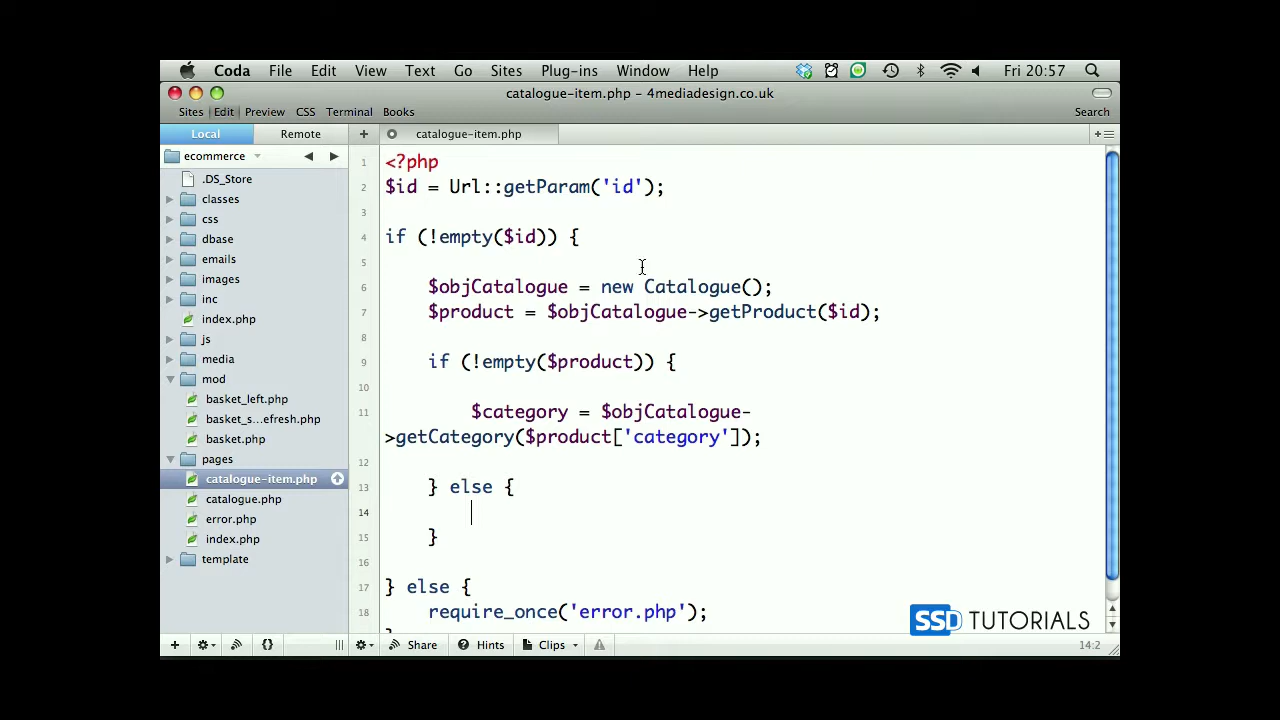 Coda File Edit View Text Go Sites Plug-ins Window Help Fri 20:57
catalogue-item.php - 4mediadesign.co.uk
Sites Edit Preview CSS Terminal Books Search
Local Remote + catalogue-item.php
ecommerce
.DS_Store
classes
css
dbase
emails
images
inc
index.php
js
media
mod
basket_left.php
basket_s...efresh.php
basket.php
pages
catalogue-item.php
catalogue.php
error.php
index.php
template
1 <?php
2 $id = Url::getParam('id');
3
4 if (!empty($id)) {
5
6 $objCatalogue = new Catalogue();
7 $product = $objCatalogue->getProduct($id);
8
9 if (!empty($product)) {
10
11 $category = $objCatalogue-
>getCategory($product['category']);
12
13 } else {
14
15 }
16
17 } else {
18 require_once('error.php');
SSD TUTORIALS
+ {} Share Hints Clips 14:2